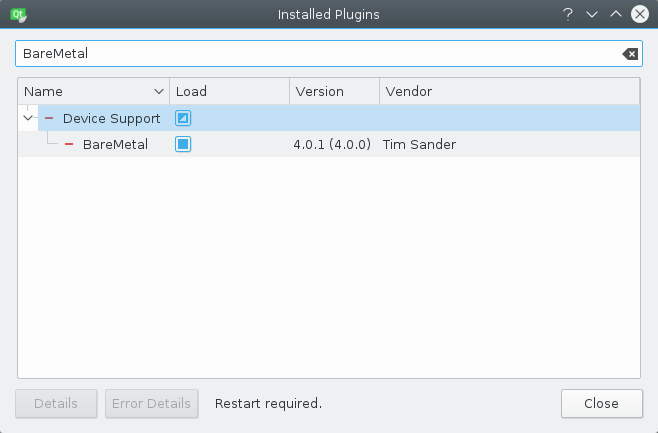 Qt Installed Plugins ?
BareMetal
Name Load Version Vendor
Device Support
BareMetal 4.0.1 (4.0.0) Tim Sander
Details Error Details Restart required. Close